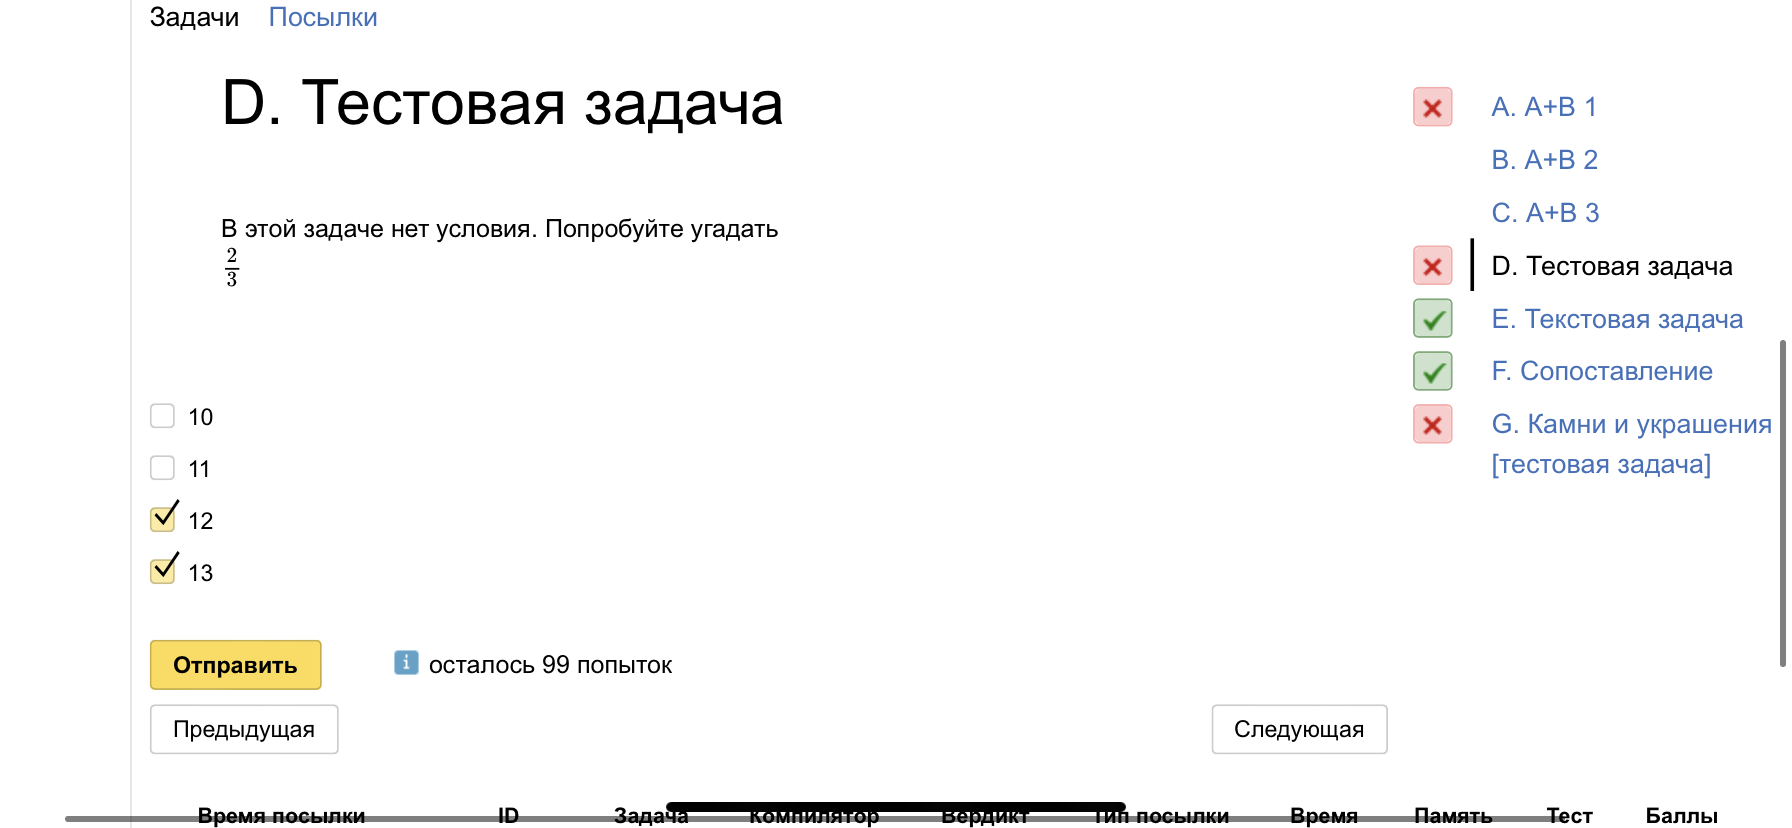 Задачи Посылки
D. Тестовая задача
В этой задаче нет условия. Попробуйте угадать
2
3
10
11
12
13
Отправить
осталось 99 попыток
Предыдущая
Следующая
A. A+B 1
B. A+B 2
C. A+B 3
D. Тестовая задача
E. Текстовая задача
F. Сопоставление
G. Камни и украшения
[тестовая задача]
Время посылки ID Задача Компилятор Вердикт Тип посылки Время Память Тест Баллы